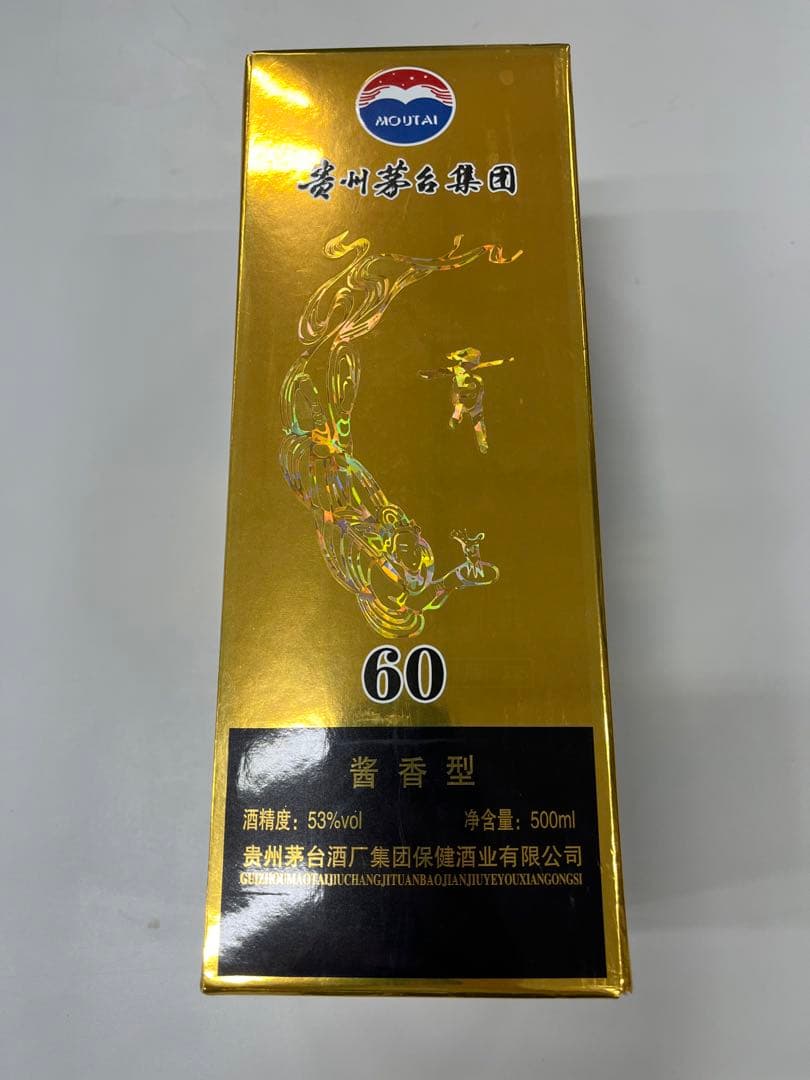 MOUTAI
贵州茅台集团
60
酱香型
酒精度：53%vol 净含量：500ml
贵州茅台酒厂集团保健酒业有限公司
GUIZHOUMAOTAIJIUCHANGJITUANBAOJIANJIUYEYOUXIANGONGSI